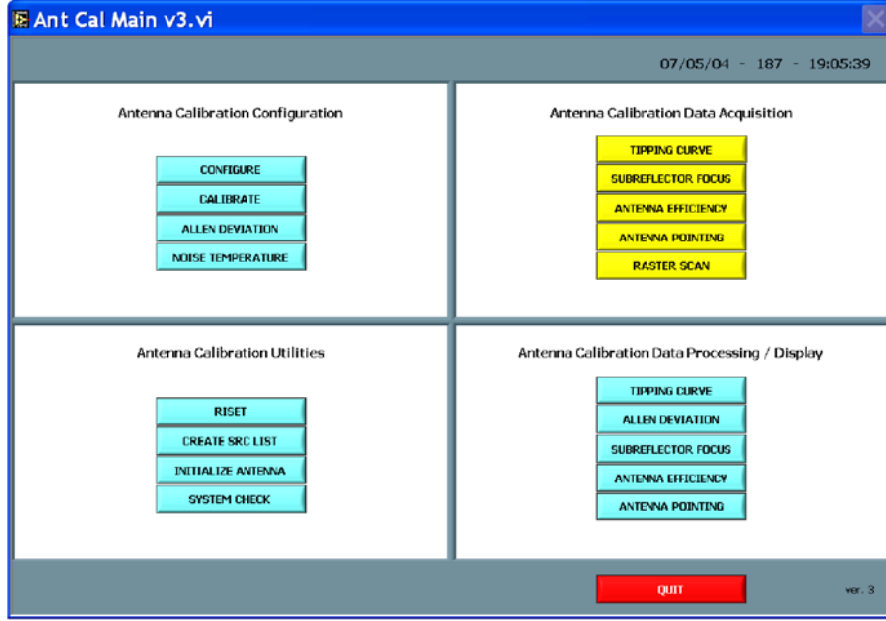 Ant Cal Main v3.vi
07/05/04 - 187 - 19:05:39
Antenna Calibration Configuration
CONFIGURE
CALIBRATE
ALLEN DEVIATION
NOISE TEMPERATURE
Antenna Calibration Data Acquisition
TIPPING CURVE
SUBREFLECTOR FOCUS
ANTENNA EFFICIENCY
ANTENNA POINTING
RASTER SCAN
Antenna Calibration Utilities
RISET
CREATE SRC LIST
INITIALIZE ANTENNA
SYSTEM CHECK
Antenna Calibration Data Processing / Display
TIPPING CURVE
ALLEN DEVIATION
SUBREFLECTOR FOCUS
ANTENNA EFFICIENCY
ANTENNA POINTING
QUIT
ver. 3